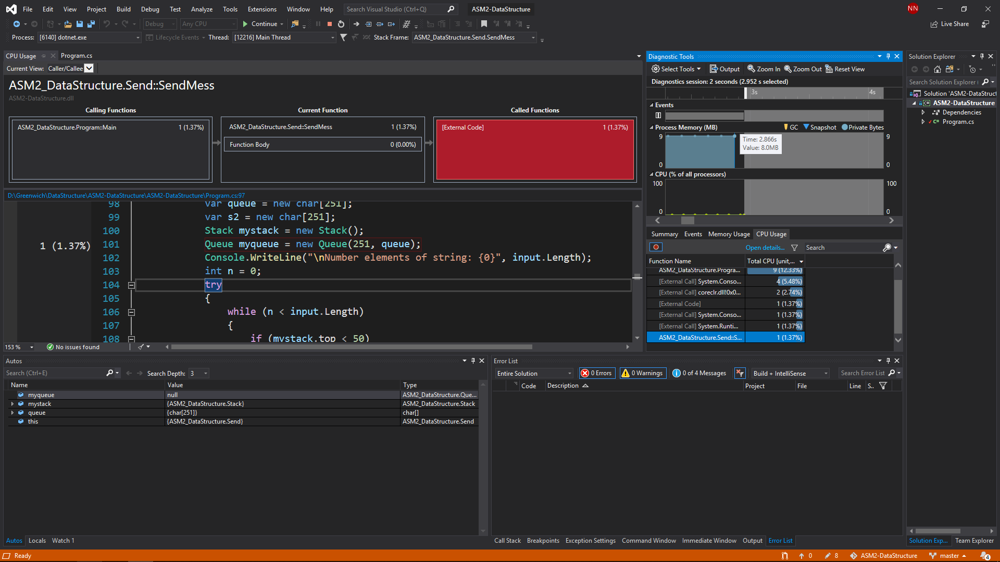 File Edit View Project Build Debug Test Analyze Tools Extensions Window Help Search Visual Studio (Ctrl+Q) ASM2-DataStructure NN
Debug Any CPU Continue Live Share
Process: [6140] dotnet.exe Lifecycle Events Thread: [12216] Main Thread Stack Frame: ASM2_DataStructure.Send.SendMess
CPU Usage Program.cs
Current View: Caller/Callee
ASM2_DataStructure.Send::SendMess
ASM2-DataStructure.dll
Calling Functions Current Function Called Functions
ASM2_DataStructure.Program::Main 1 (1.37%) ASM2_DataStructure.Send::SendMess 1 (1.37%) [External Code] 1 (1.37%)
Function Body 0 (0.00%)
D:\Greenwich\DataStructure\ASM2-DataStructure\ASM2-DataStructure\Program.cs:97
98 var queue = new char[251];
99 var s2 = new char[251];
100 Stack mystack = new Stack();
1 (1.37%) 101 Queue myqueue = new Queue(251, queue);
102 Console.WriteLine("\nNumber elements of string: {0}", input.Length);
103 int n = 0;
104 try
105 {
106 while (n < input.Length)
107 {
108 if (mystack.top < 50)
153 % No issues found
Diagnostic Tools
Select Tools Output Zoom In Zoom Out Reset View
Diagnostics session: 2 seconds (2.952 s selected)
3s 4s
Events
Process Memory (MB) GC Snapshot Private Bytes
9 9
Time: 2.866s
Value: 8.0MB
0 0
CPU (% of all processors)
100 100
0 0
Summary Events Memory Usage CPU Usage
Open details... Search
Function Name Total CPU [unit,...
ASM2_DataStructure.Progra... 9 (12.33%)
[External Call] System.Conso... 4 (5.48%)
[External Call] coreclr.dll!0x0... 2 (2.74%)
[External Code] 1 (1.37%)
[External Call] System.Conso... 1 (1.37%)
[External Call] System.Runti... 1 (1.37%)
ASM2_DataStructure.Send::S... 1 (1.37%)
Solution Explorer
Search Solution Explorer (
Solution 'ASM2-DataStruct
ASM2-DataStructure
Dependencies
Program.cs
Autos
Search (Ctrl+E) Search Depth: 3
Name Value Type
myqueue null ASM2_DataStructure.Que...
mystack {ASM2_DataStructure.Stack} ASM2_DataStructure.Stack
queue {char[251]} char[]
this {ASM2_DataStructure.Send} ASM2_DataStructure.Send
Autos Locals Watch 1
Error List
Entire Solution 0 Errors 0 Warnings 0 of 4 Messages Build + IntelliSense Search Error List
Code Description Project File Line S..
Call Stack Breakpoints Exception Settings Command Window Immediate Window Output Error List
Solution Exp... Team Explorer
Ready 0 8 ASM2-DataStructure master 4